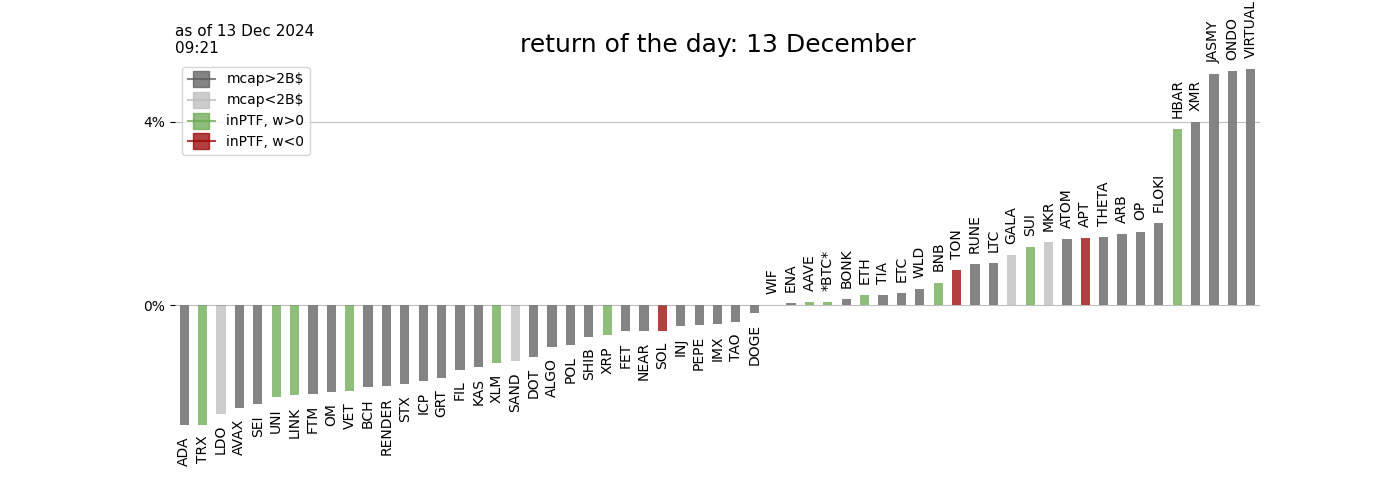 as of 13 Dec 2024
09:21
return of the day: 13 December
mcap>2B$
mcap<2B$
inPTF, w>0
inPTF, w<0
4%
0%
ADA
TRX
LDO
AVAX
SEI
UNI
LINK
FTM
OM
VET
BCH
RENDER
STX
ICP
GRT
FIL
KAS
XLM
SAND
DOT
ALGO
POL
SHIB
XRP
FET
NEAR
SOL
INJ
PEPE
IMX
TAO
DOGE
WIF
ENA
AAVE
*BTC*
BONK
ETH
TIA
ETC
WLD
BNB
TON
RUNE
LTC
GALA
SUI
MKR
ATOM
APT
THETA
ARB
OP
FLOKI
HBAR
XMR
JASMY
ONDO
VIRTUAL